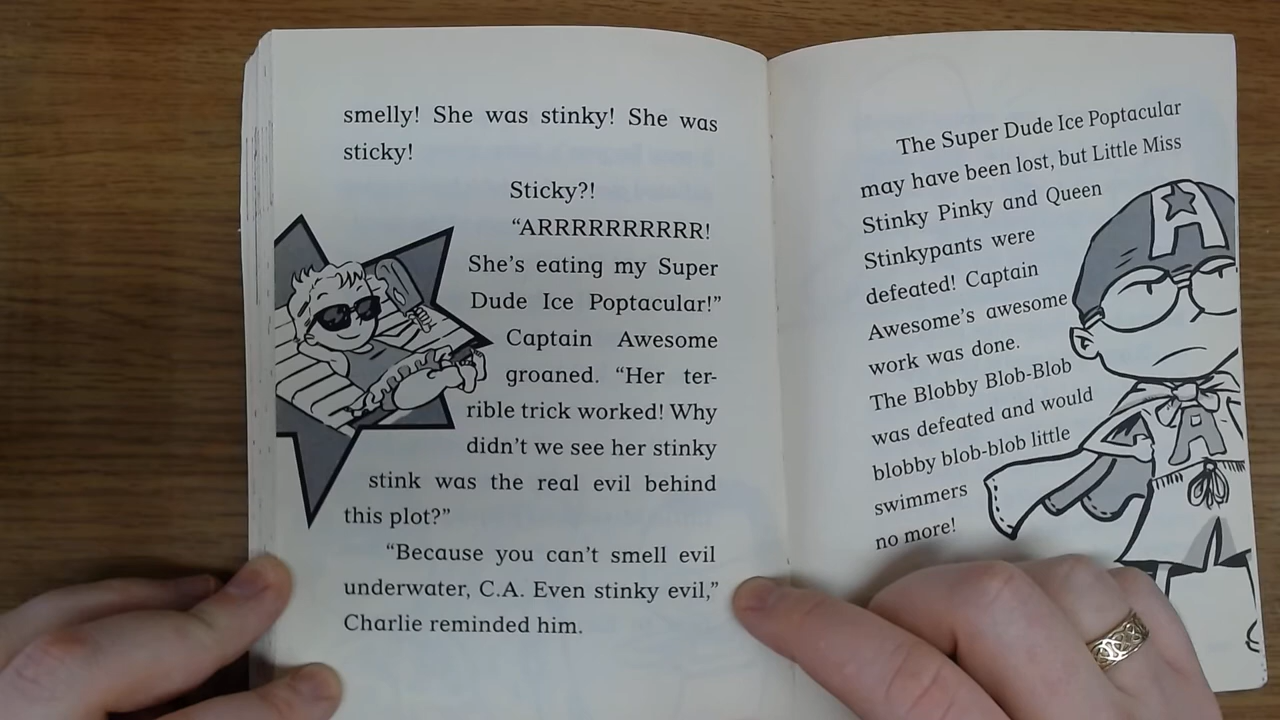 smelly! She was stinky! She was
sticky!
Sticky?!
“ARRRRRRRRRR!
She’s eating my Super
Dude Ice Poptacular!”
Captain Awesome
groaned. “Her ter-
rible trick worked! Why
didn’t we see her stinky
stink was the real evil behind
this plot?”
“Because you can’t smell evil
underwater, C.A. Even stinky evil,”
Charlie reminded him.
The Super Dude Ice Poptacular
may have been lost, but Little Miss
Stinky Pinky and Queen
Stinkypants were
defeated! Captain
Awesome’s awesome
work was done.
The Blobby Blob-Blob
was defeated and would
blobby blob-blob little
swimmers
no more!
A
A